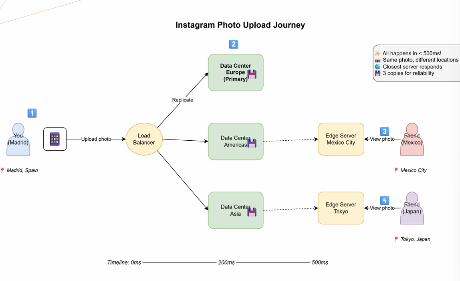 Instagram Photo Upload Journey
All happens in < 500ms!
Same photo, different locations
Closest server responds
3 copies for reliability
2
Data Center
Europe
(Primary)
Replicate
1
You
(Madrid)
Upload photo
Load
Balancer
Data Center
Americas
Edge Server
Mexico City
3
View photo
(Mexico)
Madrid, Spain
Mexico City
Data Center
Asia
Edge Server
Tokyo
4
View photo
(Japan)
Tokyo, Japan
Timeline: 0ms
200ms
500ms